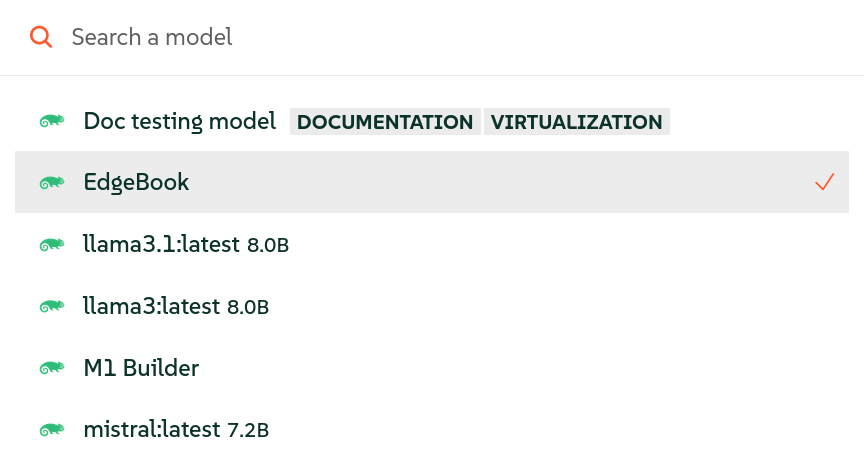 Search a model
Doc testing model DOCUMENTATION VIRTUALIZATION
EdgeBook
llama3.1:latest 8.0B
llama3:latest 8.0B
M1 Builder
mistral:latest 7.2B